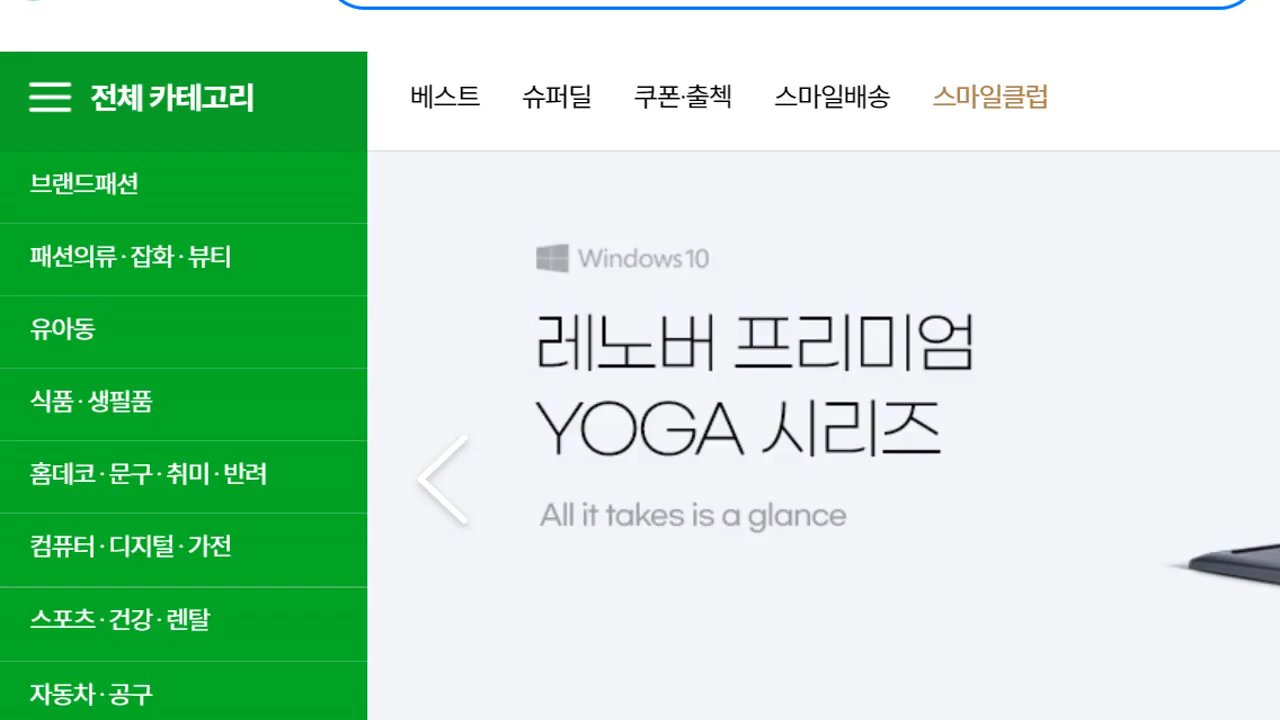 전체 카테고리
베스트 슈퍼딜 쿠폰·출첵 스마일배송 스마일클럽
브랜드패션
패션의류·잡화·뷰티
유아동
식품·생필품
홈데코·문구·취미·반려
컴퓨터·디지털·가전
스포츠·건강·렌탈
자동차·공구
Windows 10
레노버 프리미엄
YOGA 시리즈
All it takes is a glance